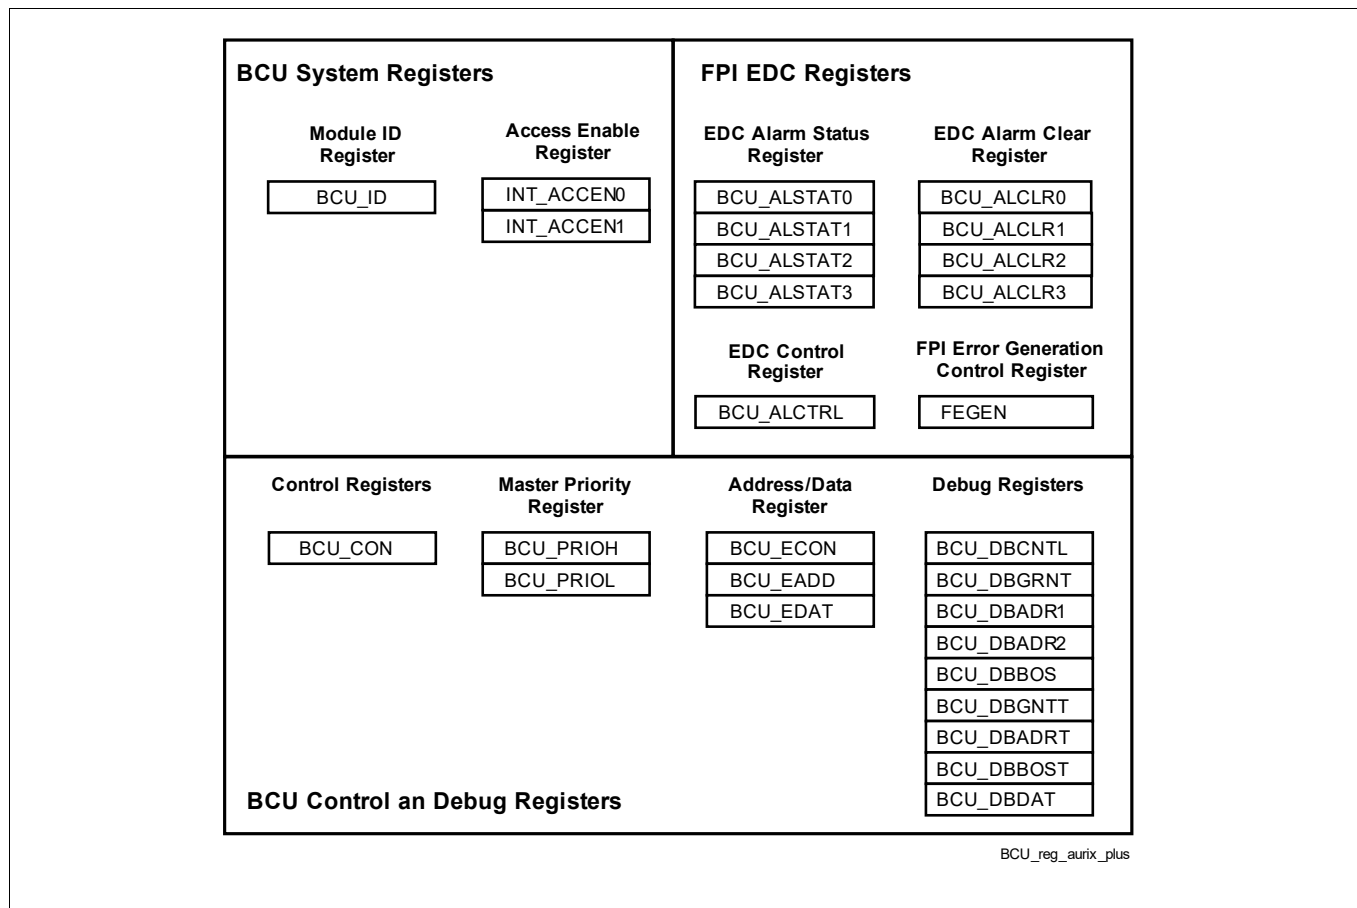 BCU System Registers
Module ID
Register
BCU_ID
Access Enable
Register
INT_ACCEN0
INT_ACCEN1
FPI EDC Registers
EDC Alarm Status
Register
BCU_ALSTAT0
BCU_ALSTAT1
BCU_ALSTAT2
BCU_ALSTAT3
EDC Alarm Clear
Register
BCU_ALCLR0
BCU_ALCLR1
BCU_ALCLR2
BCU_ALCLR3
EDC Control
Register
BCU_ALCTRL
FPI Error Generation
Control Register
FEGEN
Control Registers
BCU_CON
Master Priority
Register
BCU_PRIOH
BCU_PRIOL
Address/Data
Register
BCU_ECON
BCU_EADD
BCU_EDAT
Debug Registers
BCU_DBCNTL
BCU_DBGRNT
BCU_DBADR1
BCU_DBADR2
BCU_DBBOS
BCU_DBGNTT
BCU_DBADRT
BCU_DBBOST
BCU_DBDAT
BCU Control an Debug Registers
BCU_reg_aurix_plus